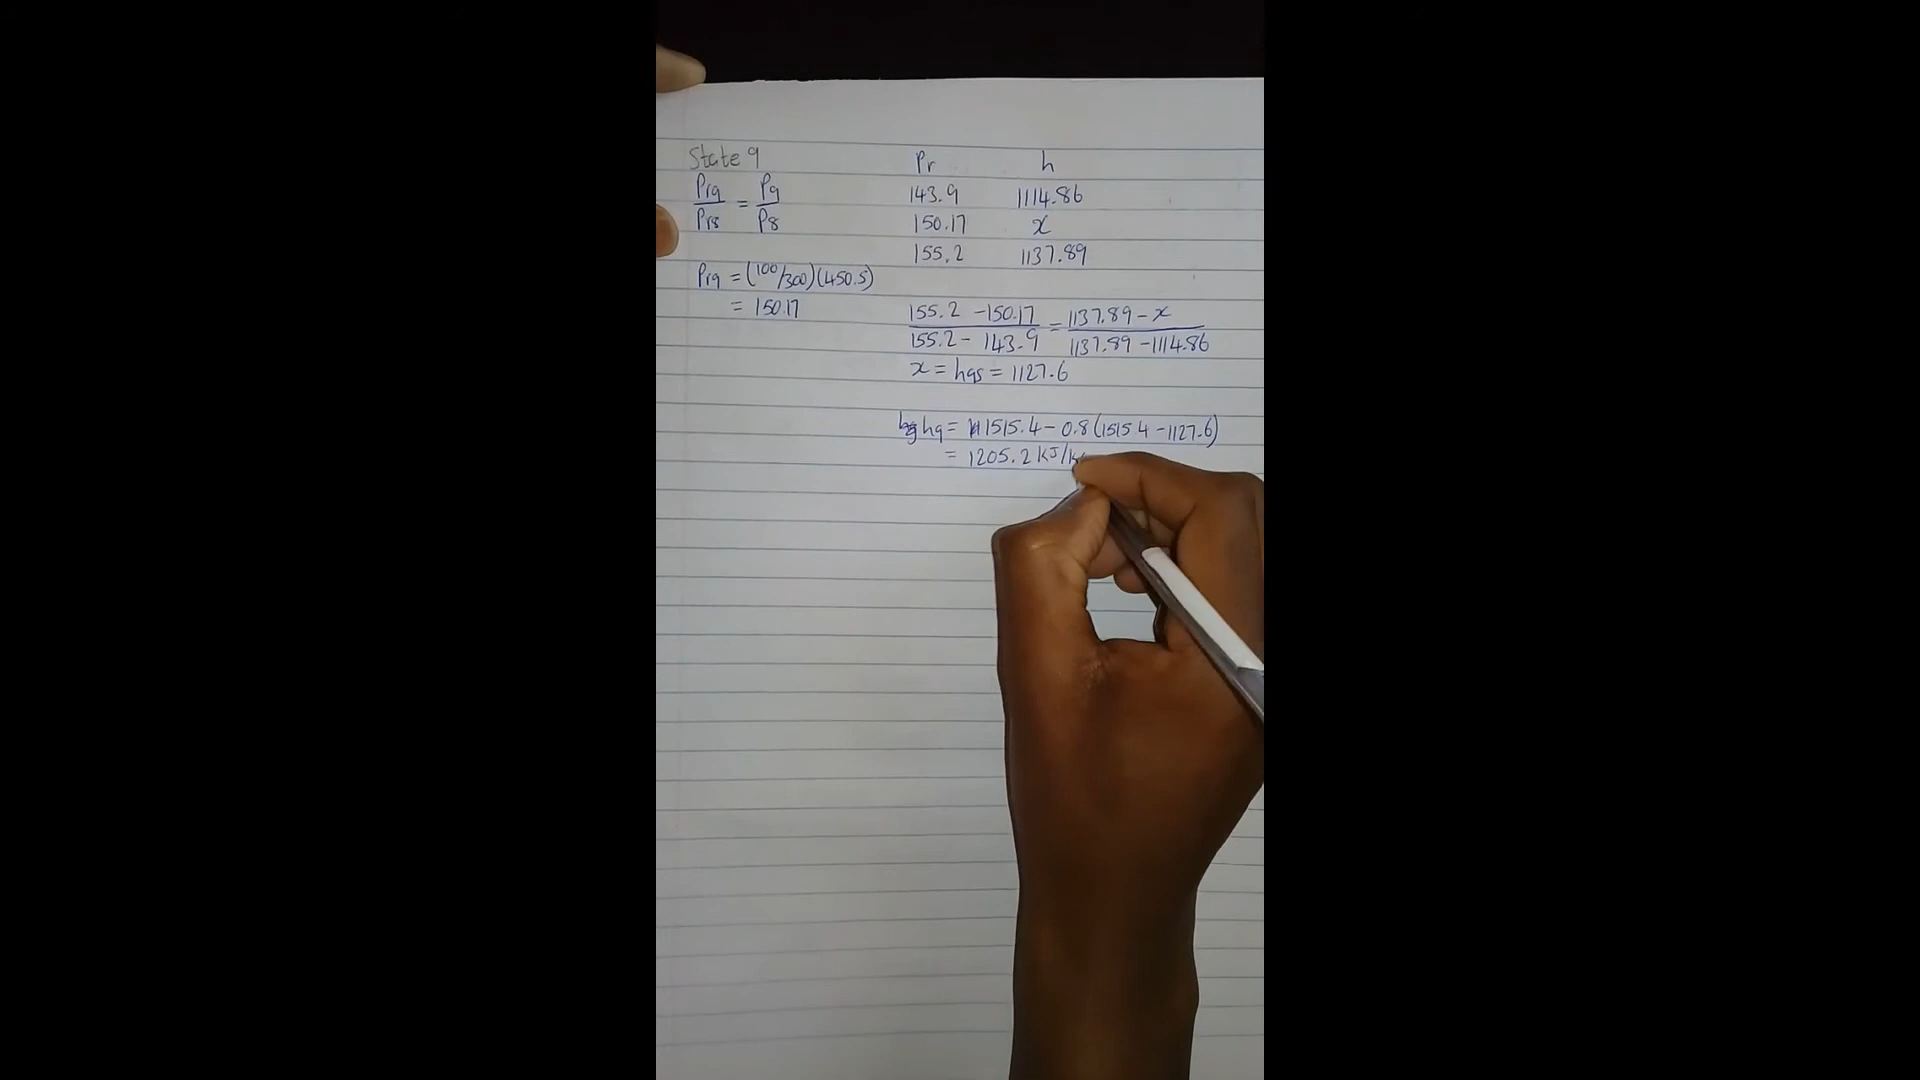 State 9
Pr9/Pr8 = P9/P8
Pr9 = (100/300)(450.5)
= 150.17
Pr h
143.9 1114.86
150.17 x
155.2 1137.89
155.2 - 150.17 / 155.2 - 143.9 = 1137.89 - x / 1137.89 - 1114.86
x = h9s = 1127.6
h9 = 1515.4 - 0.8(1515.4 - 1127.6)
= 1205.2 KJ/